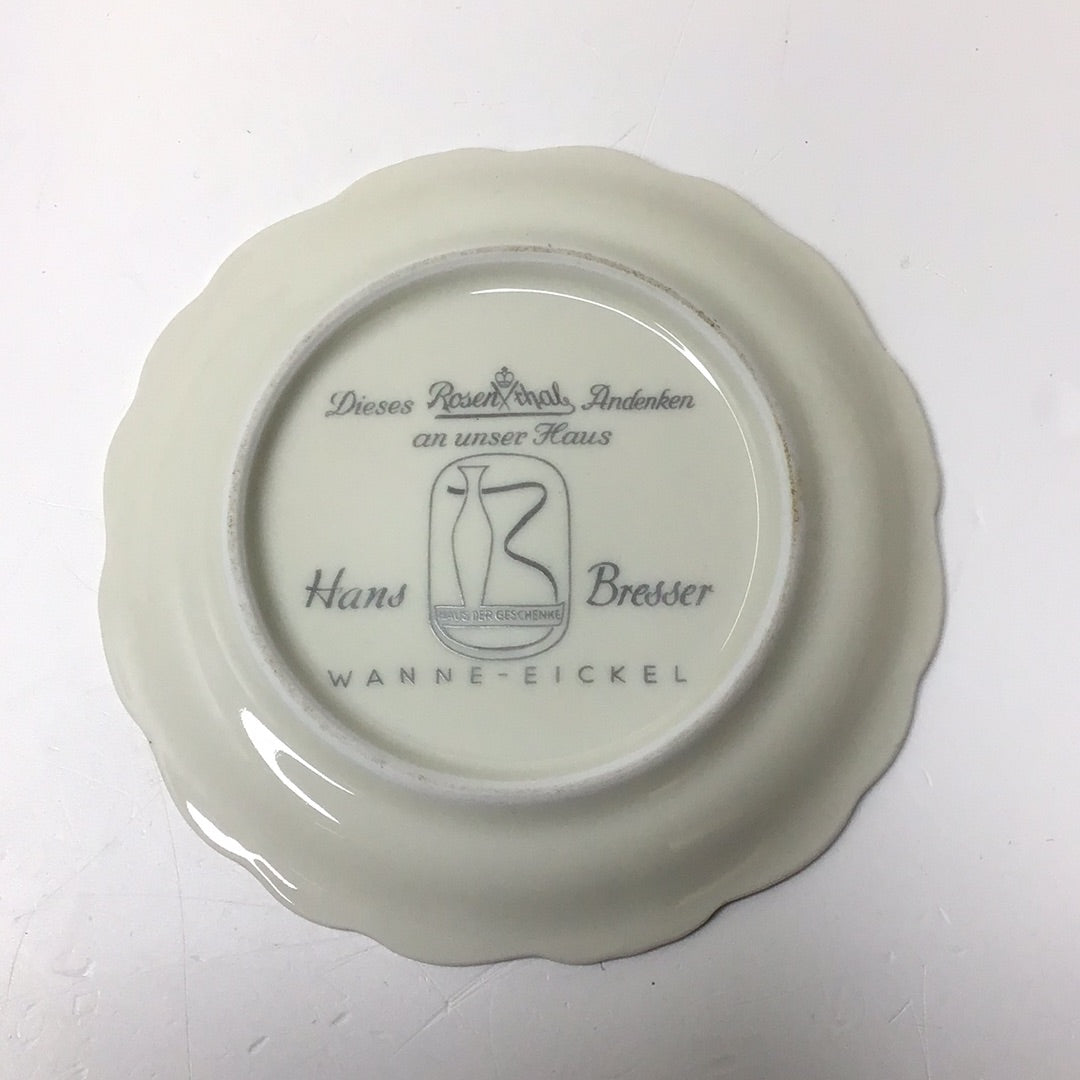 Dieses Rosenthal Andenken
an unser Haus
Hans Bresser
HAUS DER GESCHENKE
WANNE-EICKEL